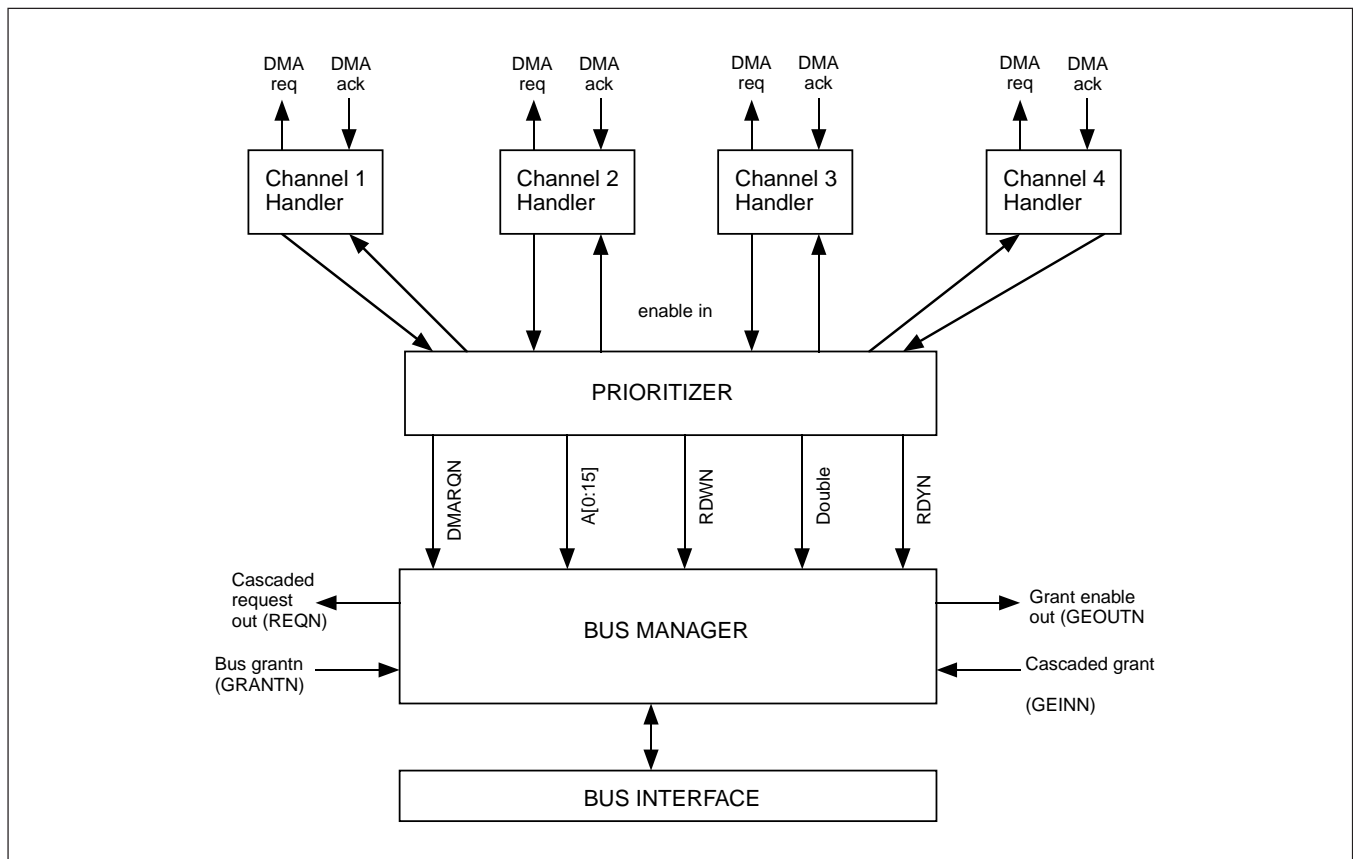 DMA req
DMA ack
DMA req
DMA ack
DMA req
DMA ack
DMA req
DMA ack
Channel 1
Handler
Channel 2
Handler
Channel 3
Handler
Channel 4
Handler
enable in
PRIORITIZER
DMARQN
A[0:15]
RDWN
Double
RDYN
Cascaded
request
out (REQN)
Bus grantn
(GRANTN)
BUS MANAGER
Grant enable
out (GEOUTN
Cascaded grant
(GEINN)
BUS INTERFACE